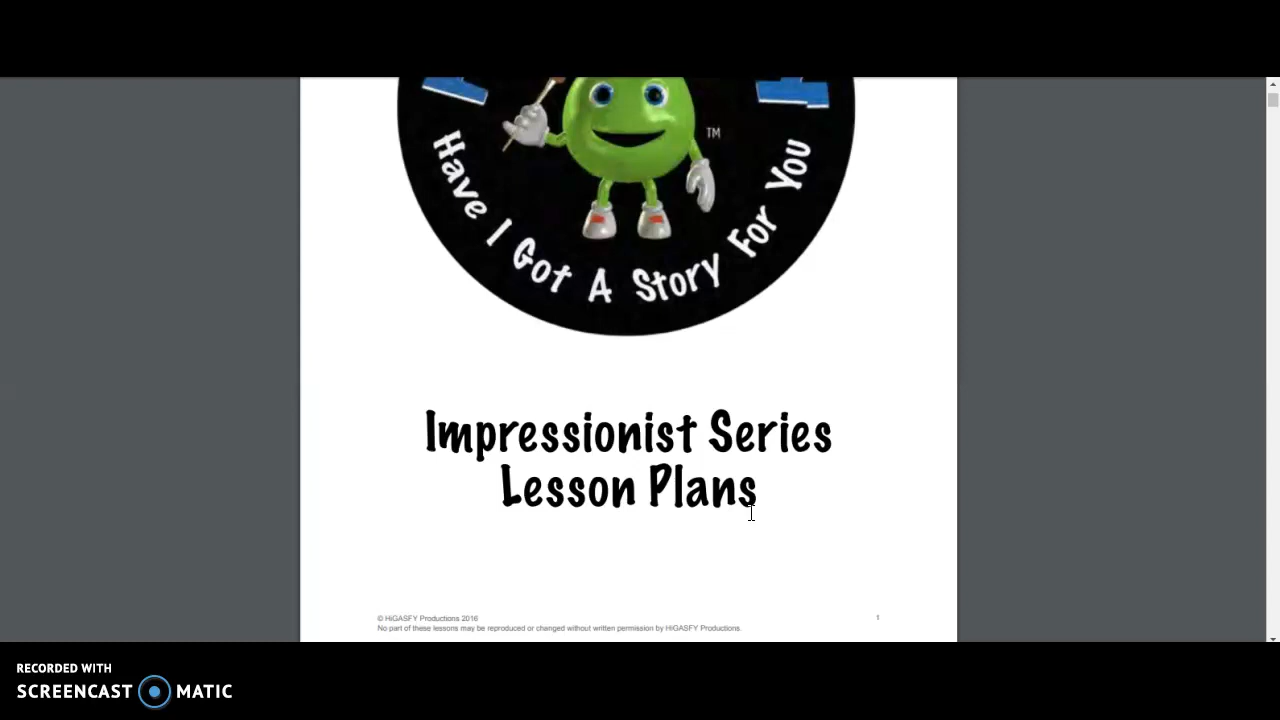 Have I Got A Story For You
TM
Impressionist Series
Lesson Plans
© HiGASFY Productions 2016
1
No part of these lessons may be reproduced or changed without written permission by HiGASFY Productions.
RECORDED WITH
SCREENCAST MATIC